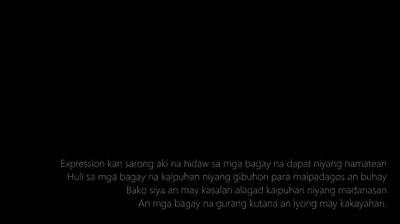 Expression kan sarong aki na hidaw sa mga bagay na dapat niyang namatean
Huli sa mga bagay na kaipuhan niyang gibuhon para maipadagos an buhay
Bako siya an may kasalan alagad kaipuhan niyang madanasan
An mga bagay na gurang kutana an iyong may kakayahan.